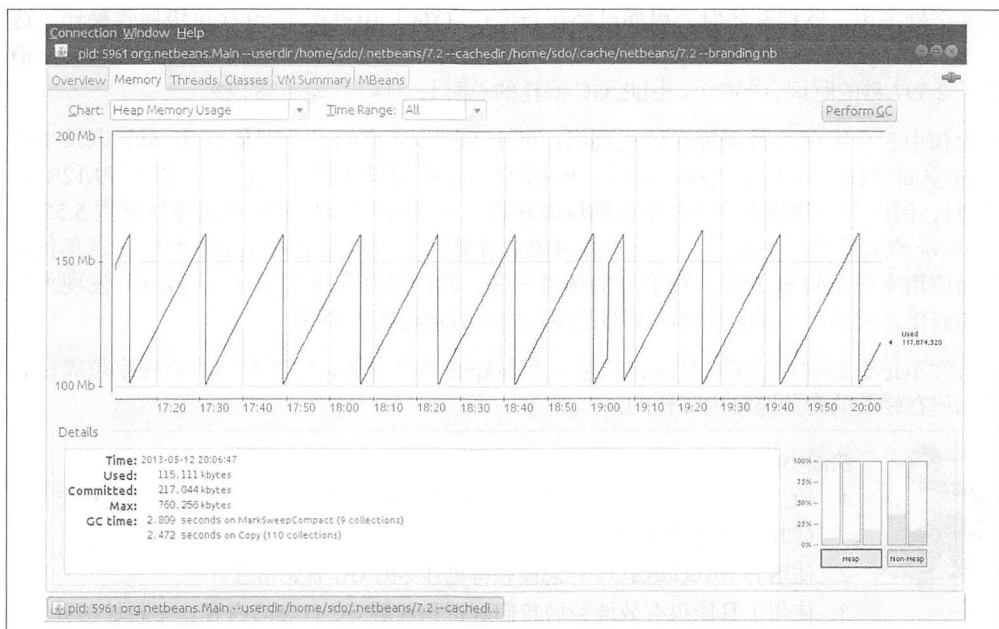 Connection Window Help
pid: 5961 org.netbeans.Main --userdir /home/sdo/.netbeans/7.2 --cachedir /home/sdo/.cache/netbeans/7.2 --branding nb
Overview Memory Threads Classes VM Summary MBeans
Chart: Heap Memory Usage Time Range: All Perform GC
200 Mb
150 Mb
100 Mb
Used
117,874,320
17:20 17:30 17:40 17:50 18:00 18:10 18:20 18:30 18:40 18:50 19:00 19:10 19:20 19:30 19:40 19:50 20:00
Details
Time: 2013-05-12 20:06:47
Used: 115,111 kbytes
Committed: 217,044 kbytes
Max: 760,256 kbytes
GC time: 2.809 seconds on MarkSweepCompact (9 collections)
2.472 seconds on Copy (110 collections)
100%
75%
50%
25%
0%
Heap Non-Heap
pid: 5961 org.netbeans.Main --userdir /home/sdo/.netbeans/7.2 --cachedi...